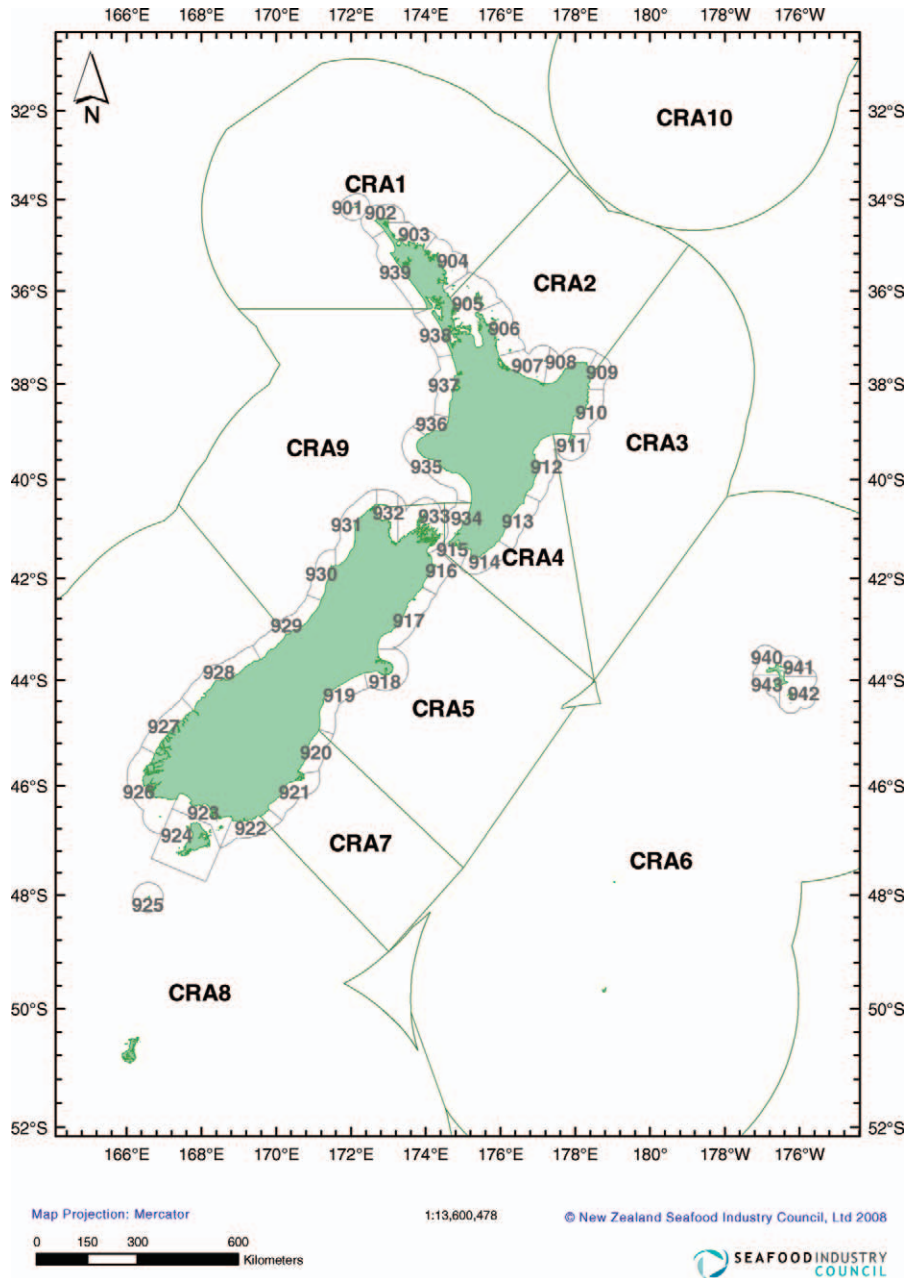 166°E 168°E 170°E 172°E 174°E 176°E 178°E 180° 178°W 176°W
N
32°S CRA10 32°S
34°S CRA1 34°S
901 902
903
904
939
36°S CRA2 36°S
905
938 906
907 908
38°S 937 909 38°S
910
936
CRA9 911 CRA3
935 912
40°S 40°S
932 933 934 913
931
915 914 CRA4
42°S 930 916 42°S
929 917
940 941
928 918 943 942
44°S 919 44°S
CRA5
927
920
46°S 926 921 46°S
923
924 922 CRA7
CRA6
48°S 925 48°S
CRA8
50°S 50°S
52°S 52°S
166°E 168°E 170°E 172°E 174°E 176°E 178°E 180° 178°W 176°W
Map Projection: Mercator 1:13,600,478 © New Zealand Seafood Industry Council, Ltd 2008
0 150 300 600
Kilometers
SEAFOODINDUSTRY
COUNCIL